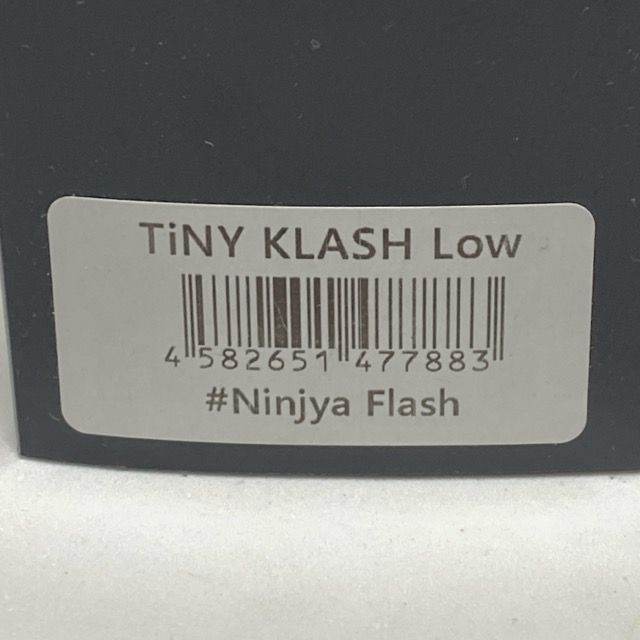 TiNY KLASH Low
4 582651 477883
#Ninjya Flash